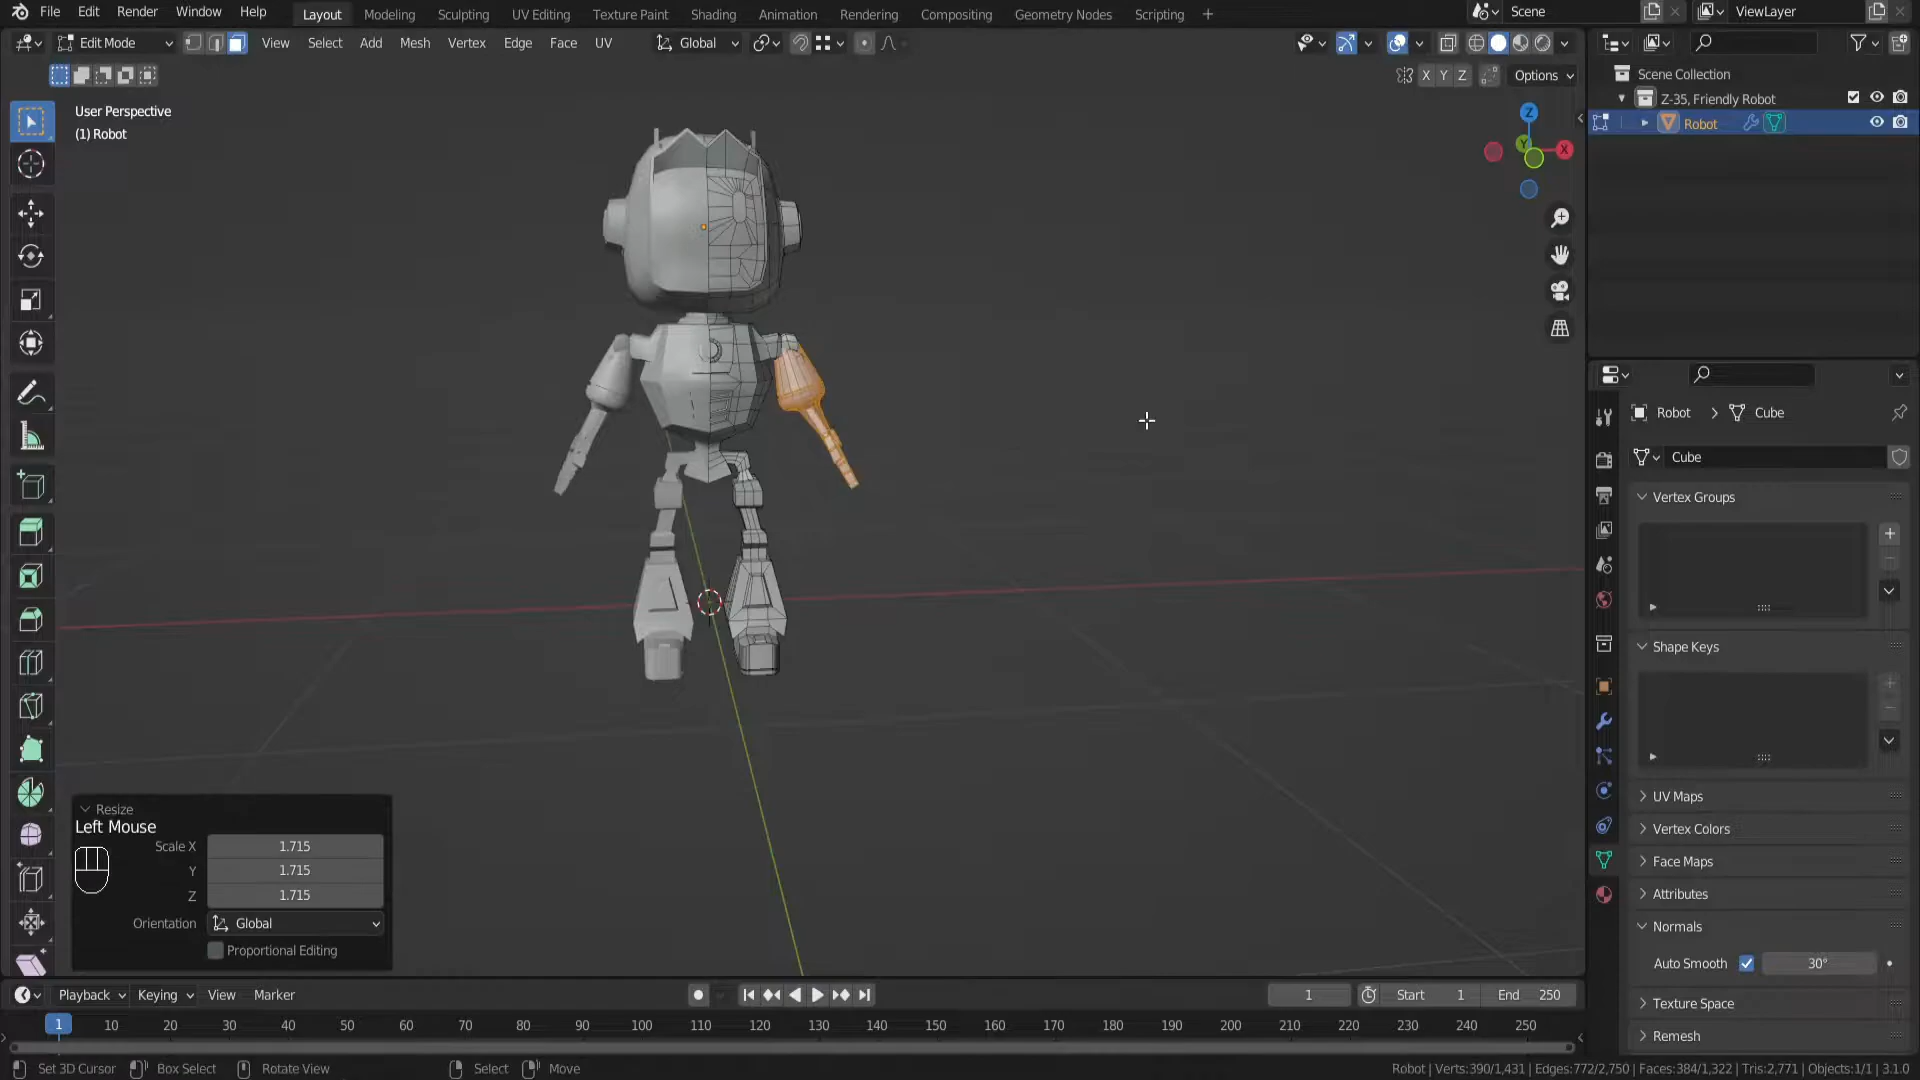 File Edit Render Window Help Layout Modeling Sculpting UV Editing Texture Paint Shading Animation Rendering Compositing Geometry Nodes Scripting + Scene ViewLayer
Edit Mode View Select Add Mesh Vertex Edge Face UV Global
X Y Z Options
Scene Collection
Z-35, Friendly Robot
Robot
User Perspective
(1) Robot
Z
Y
X
Robot > Cube
Cube
Vertex Groups
Shape Keys
UV Maps
Vertex Colors
Face Maps
Attributes
Normals
Auto Smooth 30°
Texture Space
Remesh
Resize
Left Mouse
Scale X 1.715
Y 1.715
Z 1.715
Orientation Global
Proportional Editing
Playback Keying View Marker 1 Start 1 End 250
1 10 20 30 40 50 60 70 80 90 100 110 120 130 140 150 160 170 180 190 200 210 220 230 240 250
Set 3D Cursor Box Select Rotate View Select Move Robot | Verts:390/1,431 | Edges:772/2,750 | Faces:384/1,322 | Tris:2,771 | Objects:1/1 | 3.1.0